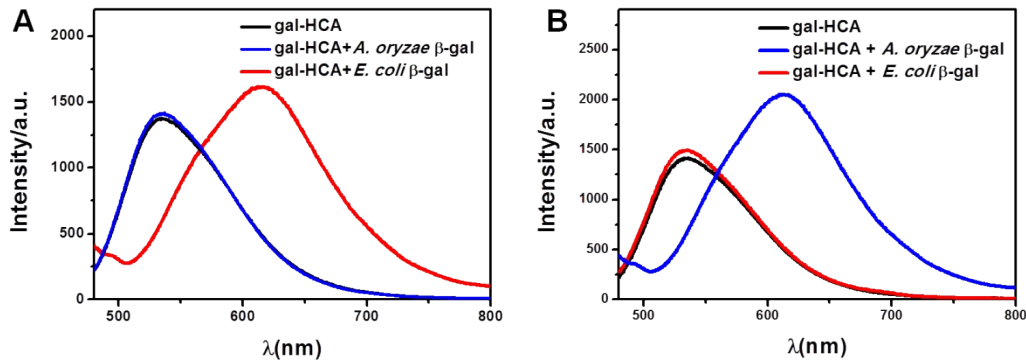 A
gal-HCA
gal-HCA+A. oryzae β-gal
gal-HCA+E. coli β-gal
2000
1500
1000
500
0
Intensity/a.u.
500 600 700 800
λ(nm)
B
gal-HCA
gal-HCA + A. oryzae β-gal
gal-HCA + E. coli β-gal
2500
2000
1500
1000
500
0
Intensity/a.u.
500 600 700 800
λ(nm)